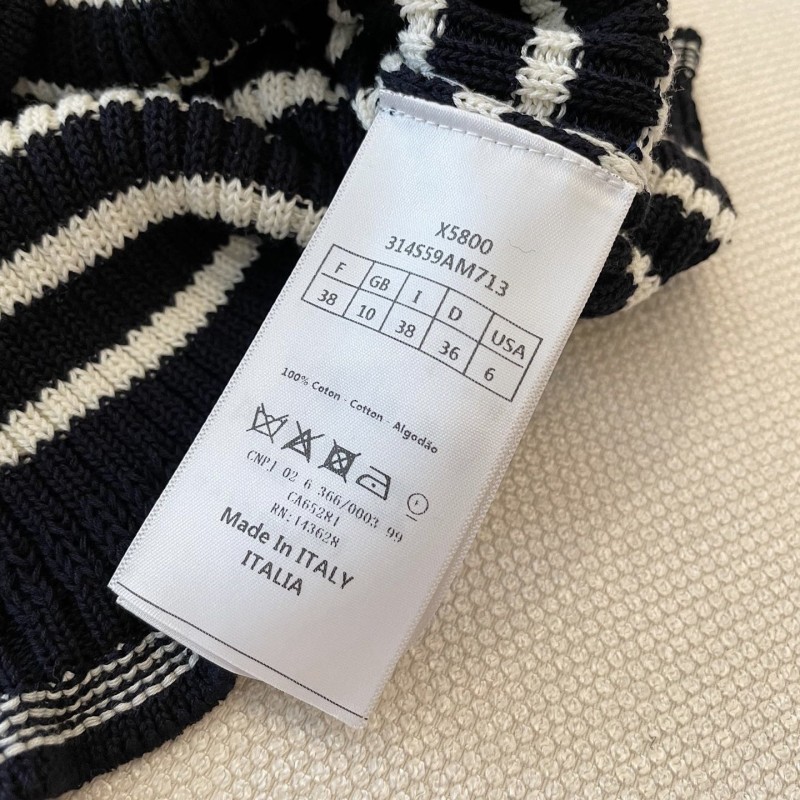 X5800
314S59AM713
F GB I D USA
38 10 38 36 6
100% Coton - Cotton - Algodão
CNPJ 02 6 366/0003 99
CA65281
RN:143628
Made In ITALY
ITALIA